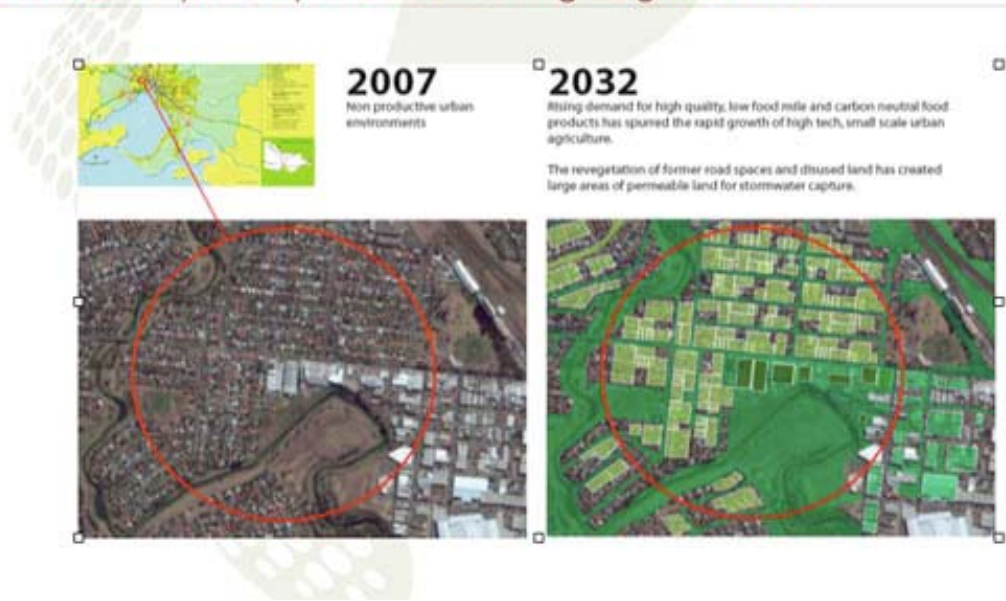 2007
Non productive urban
environments
2032
Rising demand for high quality, low food mile and carbon neutral food
products has spurred the rapid growth of high tech, small scale urban
agriculture.
The revegetation of former road spaces and disused land has created
large areas of permeable land for stormwater capture.